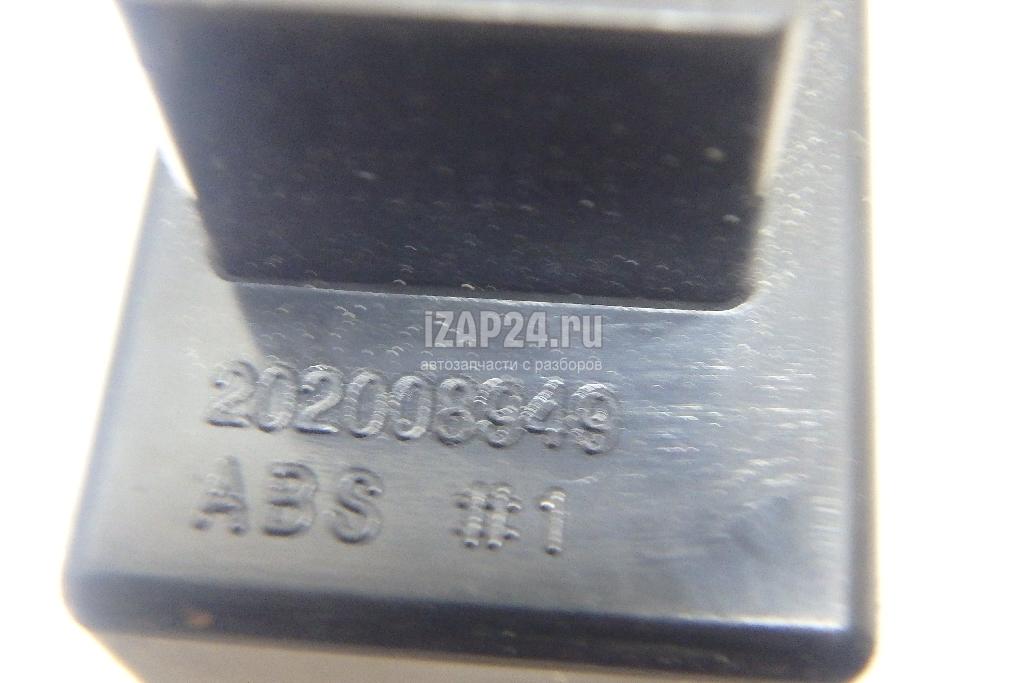 iZAP24.ru
автозапчасти с разборов
202008949
ABS #1